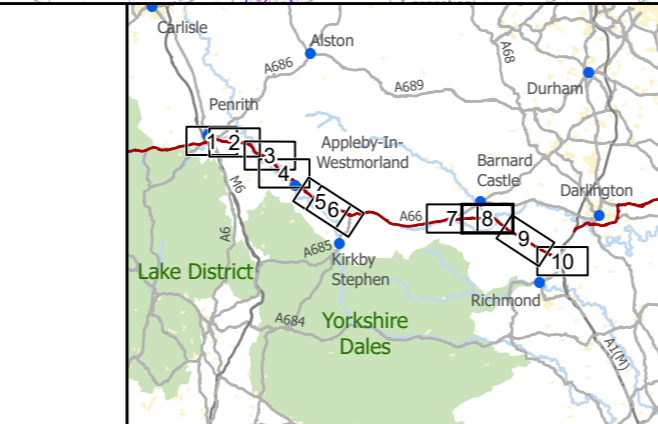 Carlisle
Alston
A68
A686
A689
Durham
Penrith
1
2
3
4
Appleby-In-
Westmorland
Barnard
Castle
Darlington
M6
5
6
A66
7
8
9
10
A6
A685
Kirkby
Stephen
Lake District
Richmond
A684
Yorkshire
Dales
A1(M)